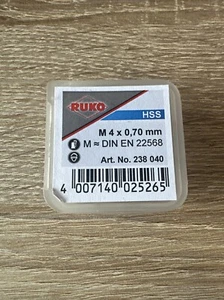 RUKO
HSS
M 4 x 0,70 mm
M ≈ DIN EN 22568
Art. No. 238 040
4 007140 025265